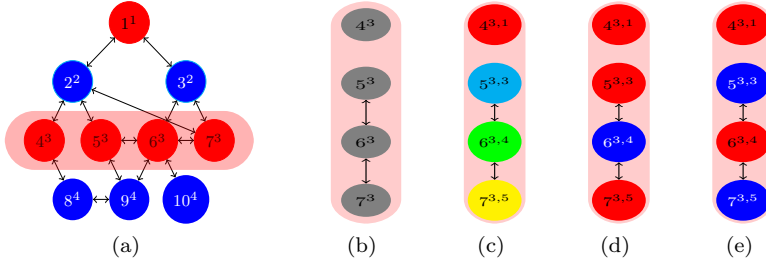 1¹
2² 3²
4³ 5³ 6³ 7³
8⁴ 9⁴ 10⁴
(a)
4³
5³
6³
7³
(b)
4³,¹
5³,³
6³,⁴
7³,⁵
(c)
4³,¹
5³,³
6³,⁴
7³,⁵
(d)
4³,¹
5³,³
6³,⁴
7³,⁵
(e)